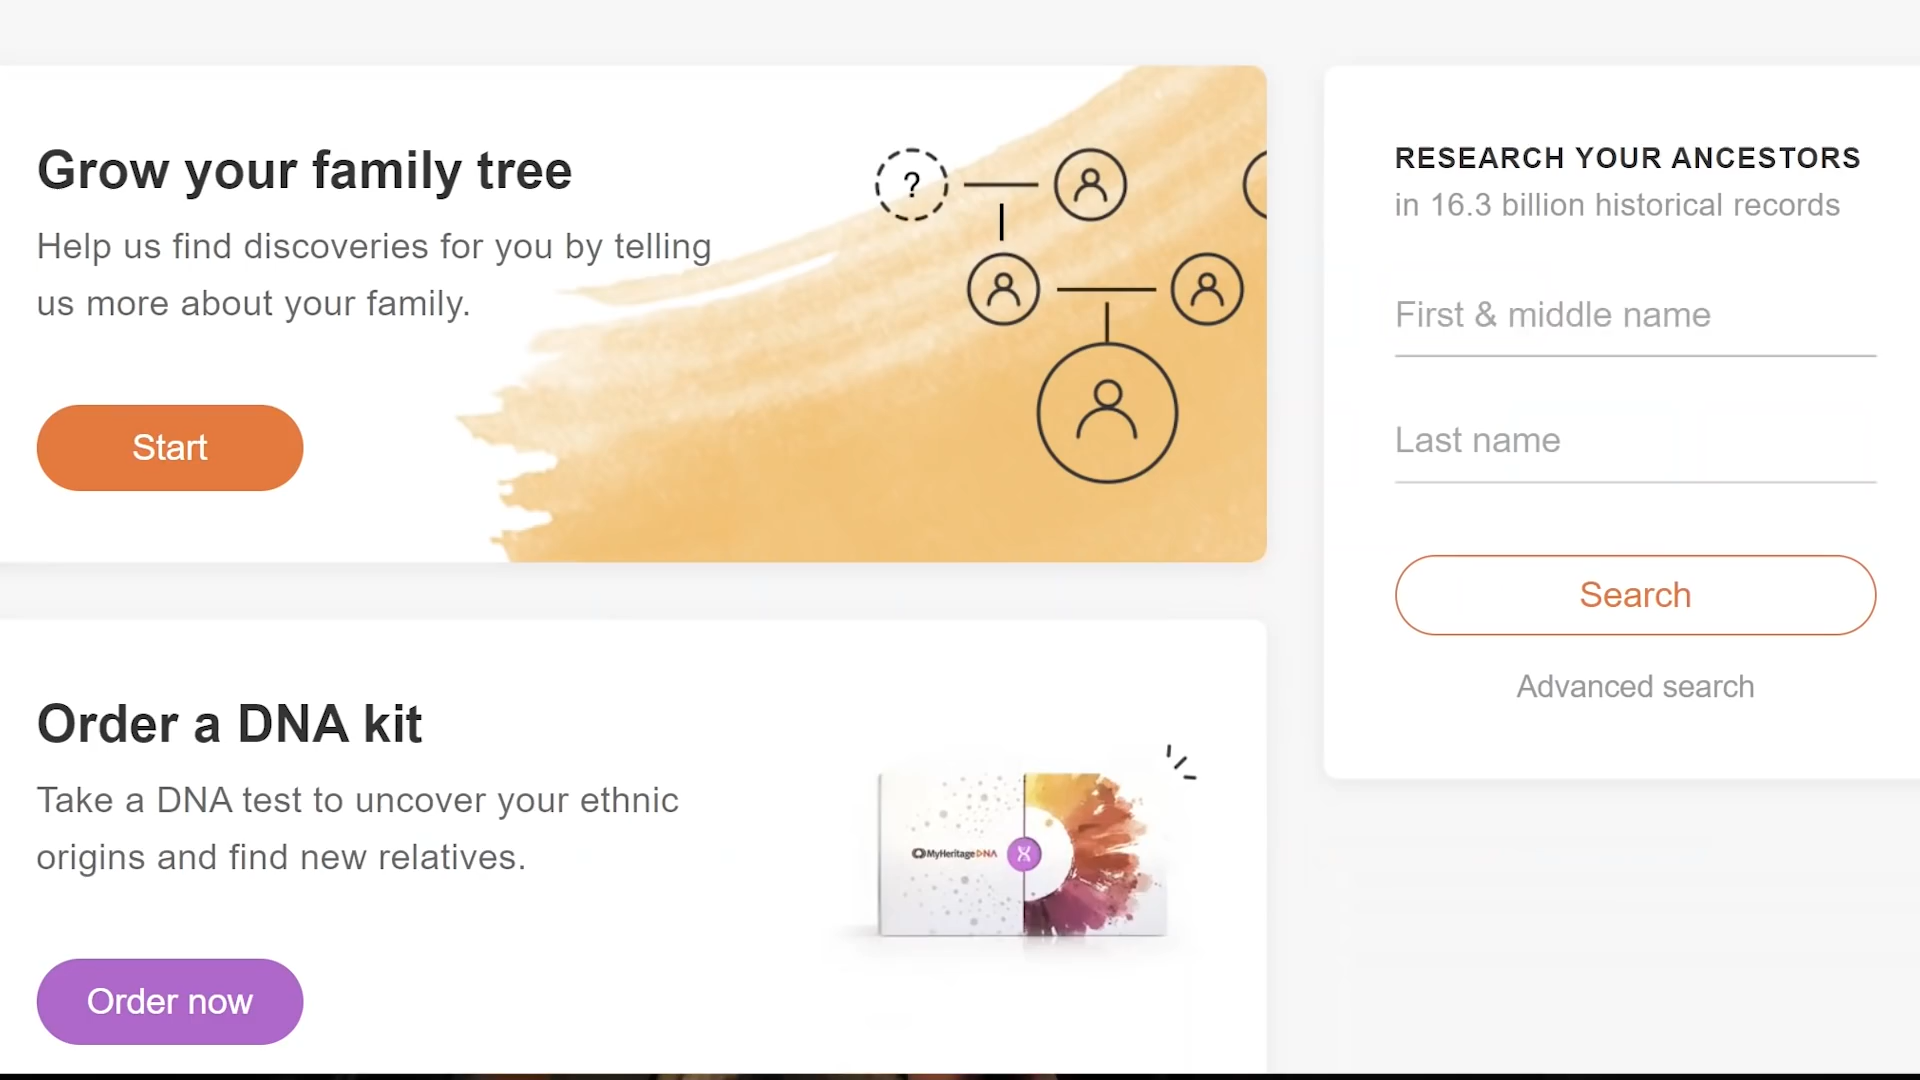 Grow your family tree
Help us find discoveries for you by telling
us more about your family.
Start
?
RESEARCH YOUR ANCESTORS
in 16.3 billion historical records
First & middle name
Last name
Search
Advanced search
Order a DNA kit
Take a DNA test to uncover your ethnic
origins and find new relatives.
MyHeritage DNA
Order now